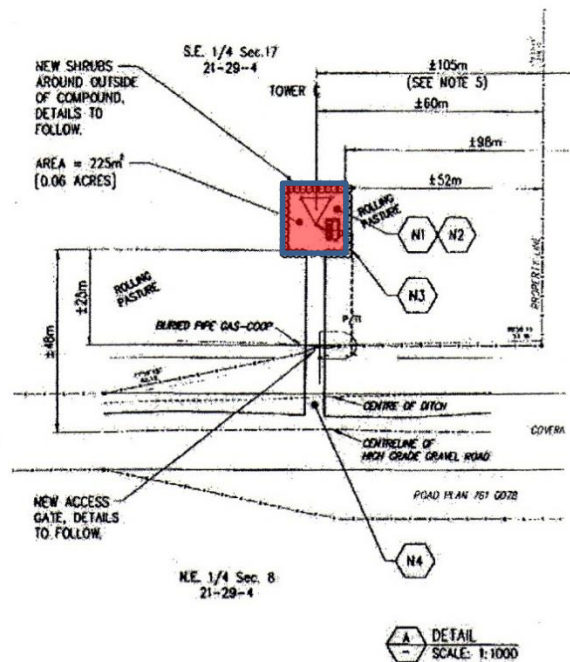 S.E. 1/4 Sec.17
21-29-4
NEW SHRUBS
AROUND OUTSIDE
OF COMPOUND,
DETAILS TO
FOLLOW.
AREA = 225m²
[0.06 ACRES]
TOWER
±105m
(SEE NOTE 5)
±60m
±98m
±52m
ROLLING
PASTURE
N1
N2
N3
PROPERTY LINE
ROLLING
PASTURE
±46m
BURIED PIPE GAS-COOP
CENTRE OF DITCH
CENTRELINE OF
HIGH GRADE GRAVEL ROAD
COVERA
ROAD PLAN 761
NEW ACCESS
GATE, DETAILS
TO FOLLOW.
N4
N.E. 1/4 Sec. 8
21-29-4
A
DETAIL
SCALE: 1:1000